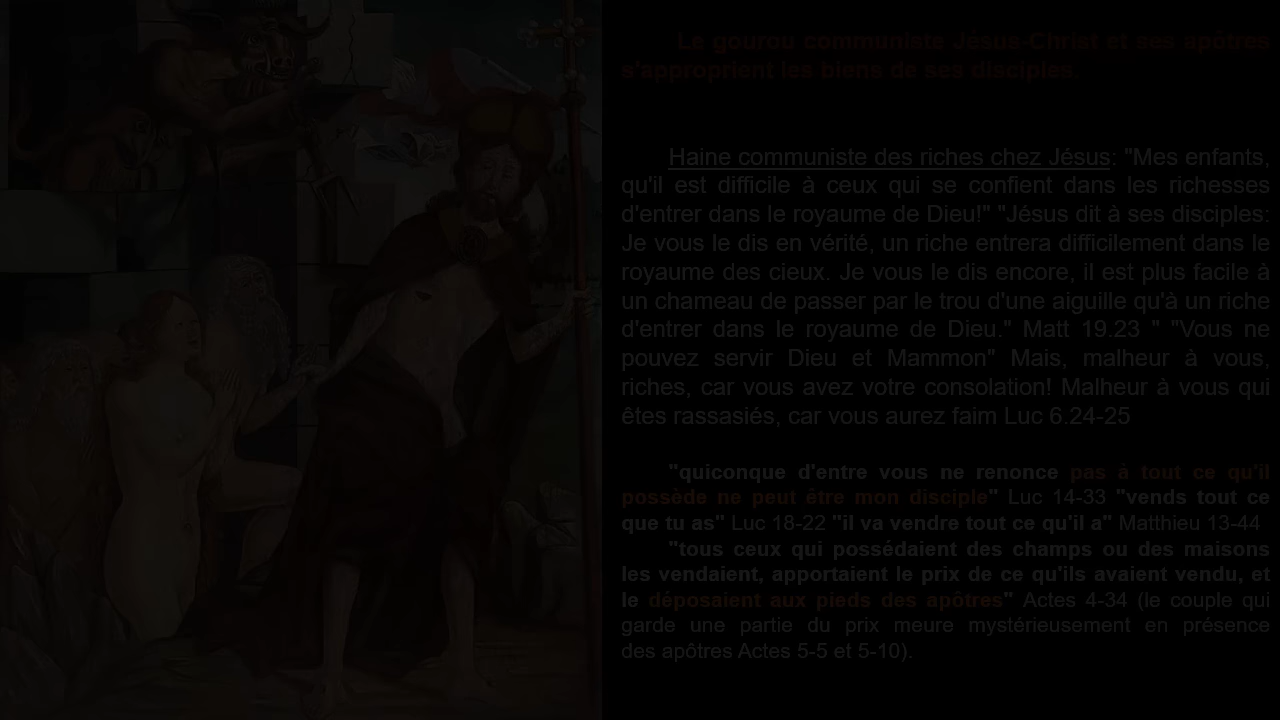 Le gourou communiste Jésus-Christ et ses apôtres
s'approprient les biens de ses disciples.
Haine communiste des riches chez Jésus: "Mes enfants,
qu'il est difficile à ceux qui se confient dans les richesses
d'entrer dans le royaume de Dieu!" "Jésus dit à ses disciples:
Je vous le dis en vérité, un riche entrera difficilement dans le
royaume des cieux. Je vous le dis encore, il est plus facile à
un chameau de passer par le trou d'une aiguille qu'à un riche
d'entrer dans le royaume de Dieu." Matt 19.23 " "Vous ne
pouvez servir Dieu et Mammon" Mais, malheur à vous,
riches, car vous avez votre consolation! Malheur à vous qui
êtes rassasiés, car vous aurez faim Luc 6.24-25
"quiconque d'entre vous ne renonce pas à tout ce qu'il
possède ne peut être mon disciple" Luc 14-33 "vends tout ce
que tu as" Luc 18-22 "il va vendre tout ce qu'il a" Matthieu 13-44
"tous ceux qui possédaient des champs ou des maisons
les vendaient, apportaient le prix de ce qu'ils avaient vendu, et
le déposaient aux pieds des apôtres" Actes 4-34 (le couple qui
garde une partie du prix meure mystérieusement en présence
des apôtres Actes 5-5 et 5-10).